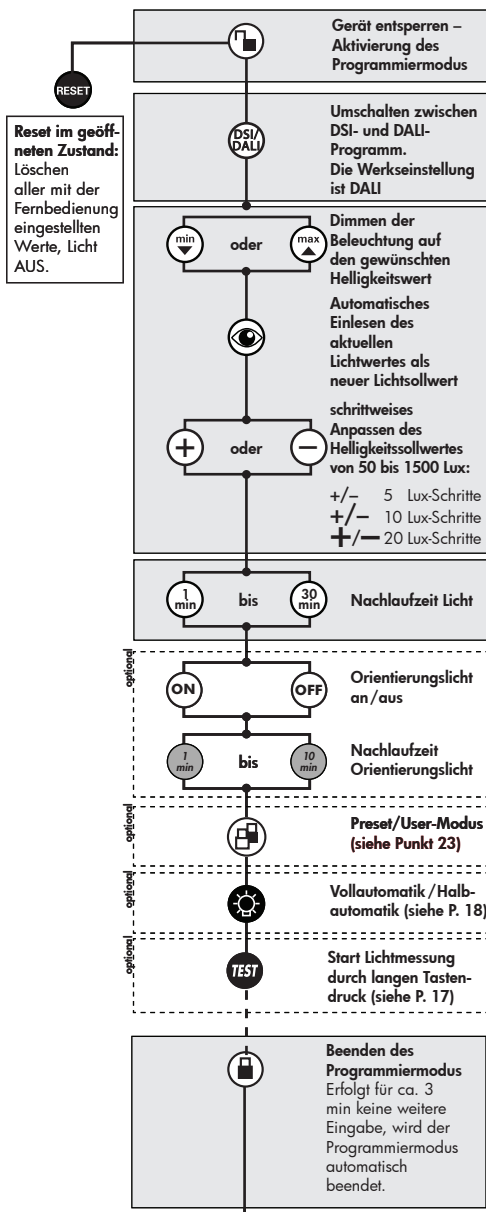 Gerät entsperren –
Aktivierung des
Programmiermodus
RESET
Reset im geöff-
neten Zustand:
Löschen
aller mit der
Fernbedienung
eingestellten
Werte, Licht
AUS.
DSI/
DALI
Umschalten zwischen
DSI- und DALI-
Programm.
Die Werkseinstellung
ist DALI
min
oder
max
Dimmen der
Beleuchtung auf
den gewünschten
Helligkeitswert
Automatisches
Einlesen des
aktuellen
Lichtwertes als
neuer Lichtsollwert
+
oder
–
schrittweises
Anpassen des
Helligkeitssollwertes
von 50 bis 1500 Lux:
+/– 5 Lux-Schritte
+/– 10 Lux-Schritte
+/– 20 Lux-Schritte
1
min
bis
30
min
Nachlaufzeit Licht
optional
ON
OFF
Orientierungslicht
an/aus
1
min
bis
10
min
Nachlaufzeit
Orientierungslicht
optional
Preset/User-Modus
(siehe Punkt 23)
optional
Vollautomatik/Halb-
automatik (siehe P. 18)
optional
TEST
Start Lichtmessung
durch langen Tasten-
druck (siehe P. 17)
Beenden des
Programmiermodus
Erfolgt für ca. 3
min keine weitere
Eingabe, wird der
Programmiermodus
automatisch
beendet.